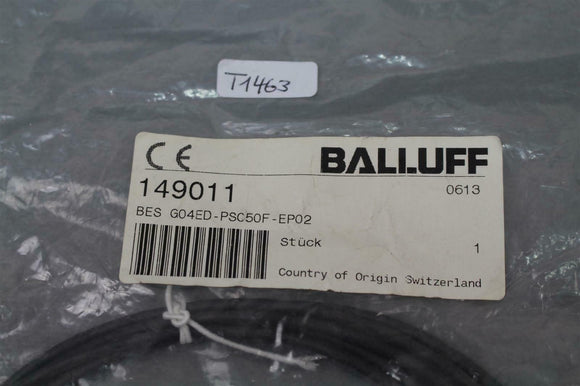 T1463
CE BALLUFF
149011 0613
BES G04ED-PSC50F-EP02
Stück 1
Country of Origin Switzerland